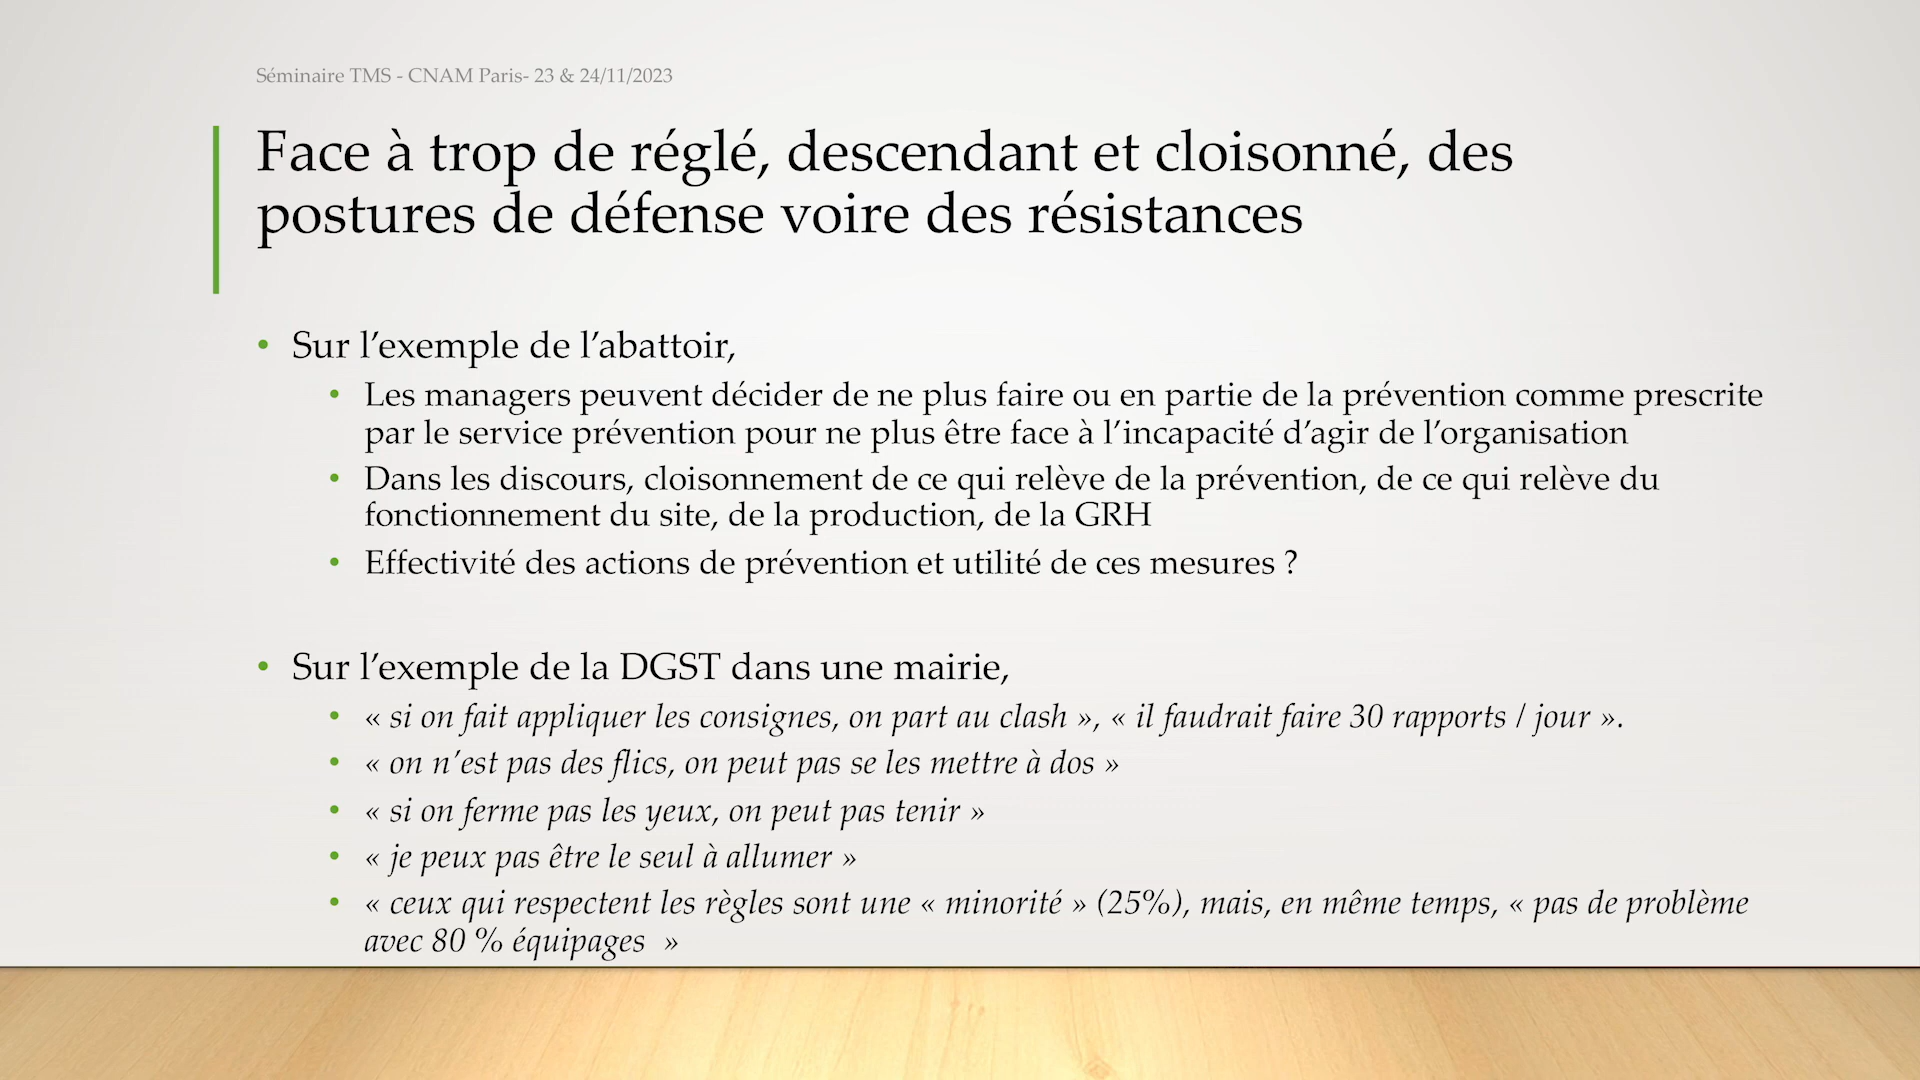 Séminaire TMS - CNAM Paris- 23 & 24/11/2023
Face à trop de réglé, descendant et cloisonné, des
postures de défense voire des résistances
• Sur l’exemple de l’abattoir,
• Les managers peuvent décider de ne plus faire ou en partie de la prévention comme prescrite
par le service prévention pour ne plus être face à l’incapacité d’agir de l’organisation
• Dans les discours, cloisonnement de ce qui relève de la prévention, de ce qui relève du
fonctionnement du site, de la production, de la GRH
• Effectivité des actions de prévention et utilité de ces mesures ?
• Sur l’exemple de la DGST dans une mairie,
• « si on fait appliquer les consignes, on part au clash », « il faudrait faire 30 rapports / jour ».
• « on n’est pas des flics, on peut pas se les mettre à dos »
• « si on ferme pas les yeux, on peut pas tenir »
• « je peux pas être le seul à allumer »
• « ceux qui respectent les règles sont une « minorité » (25%), mais, en même temps, « pas de problème
avec 80 % équipages  »